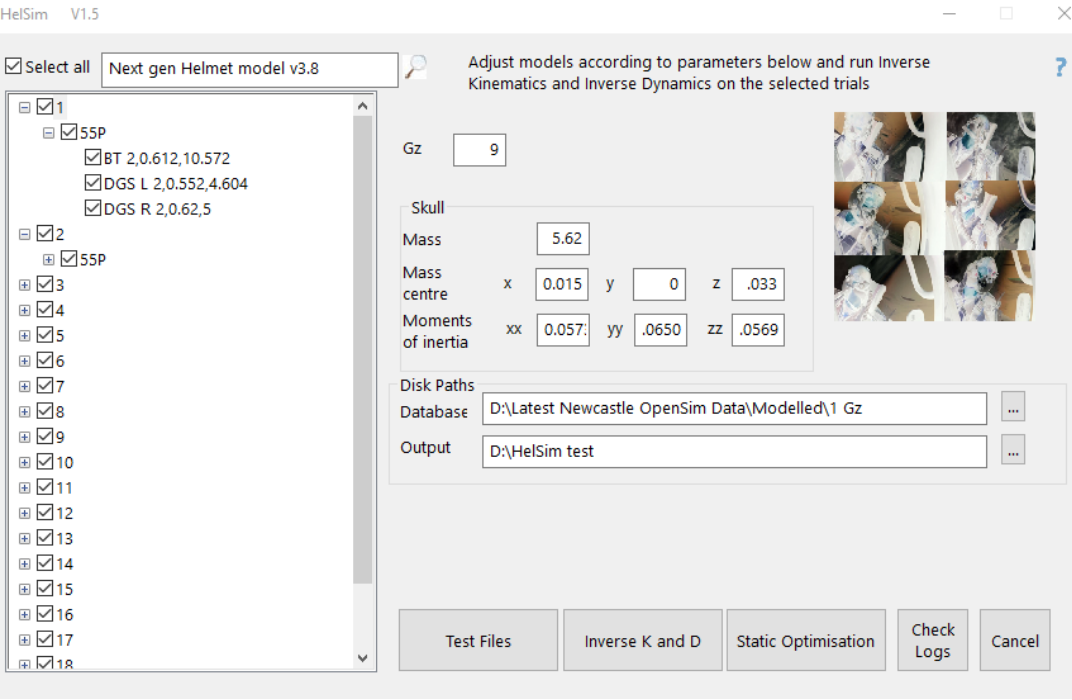 HelSim V1.5
Select all
Next gen Helmet model v3.8
Adjust models according to parameters below and run Inverse
Kinematics and Inverse Dynamics on the selected trials
?
1
55P
BT 2,0.612,10.572
DGS L 2,0.552,4.604
DGS R 2,0.62,5
2
55P
3
4
5
6
7
8
9
10
11
12
13
14
15
16
17
18
Gz 9
Skull
Mass 5.62
Mass
centre
x 0.015 y 0 z .033
Moments
of inertia
xx 0.057 yy .0650 zz .0569
Disk Paths
Database D:\Latest Newcastle OpenSim Data\Modelled\1 Gz ...
Output D:\HelSim test ...
Test Files
Inverse K and D
Static Optimisation
Check
Logs
Cancel